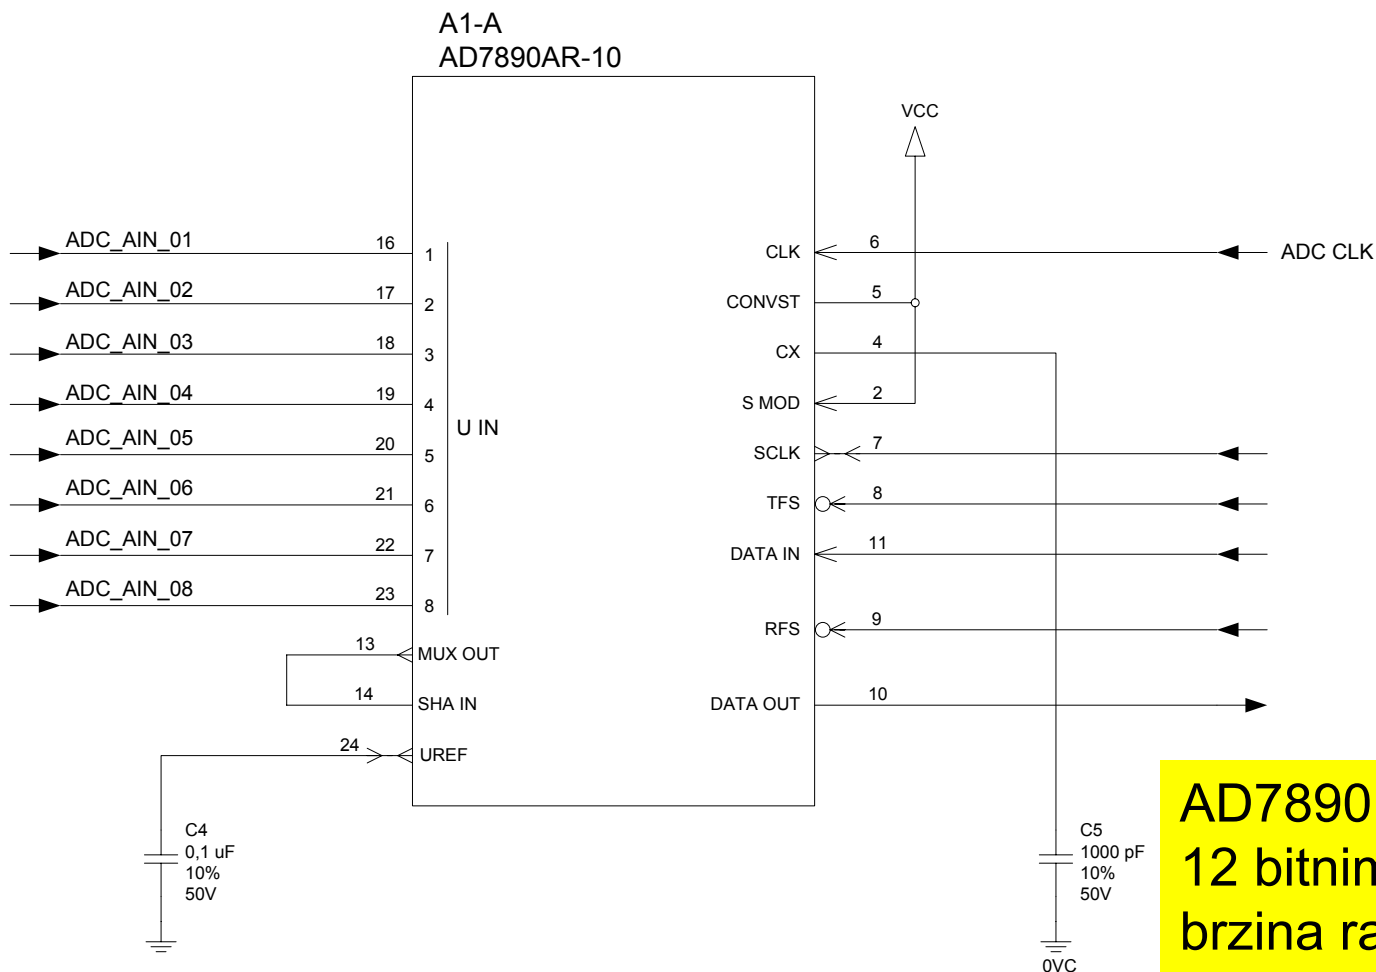 A1-A
AD7890AR-10
VCC
ADC_AIN_01 16 1
ADC_AIN_02 17 2
ADC_AIN_03 18 3
ADC_AIN_04 19 4
ADC_AIN_05 20 5
ADC_AIN_06 21 6
ADC_AIN_07 22 7
ADC_AIN_08 23 8
U IN
13 MUX OUT
14 SHA IN
24 UREF
CLK 6 ADC CLK
CONVST 5
CX 4
S MOD 2
SCLK 7
TFS 8
DATA IN 11
RFS 9
DATA OUT 10
C4
0,1 uF
10%
50V
C5
1000 pF
10%
50V
0VC
AD7890
12 bitnim
brzina ra